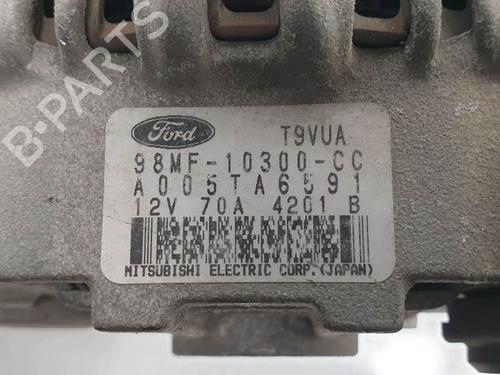 B-PARTS
Ford T9VUA
98MF-10300-CC
A005TA6591
12V 70A 4201 B
MITSUBISHI ELECTRIC CORP.(JAPAN)